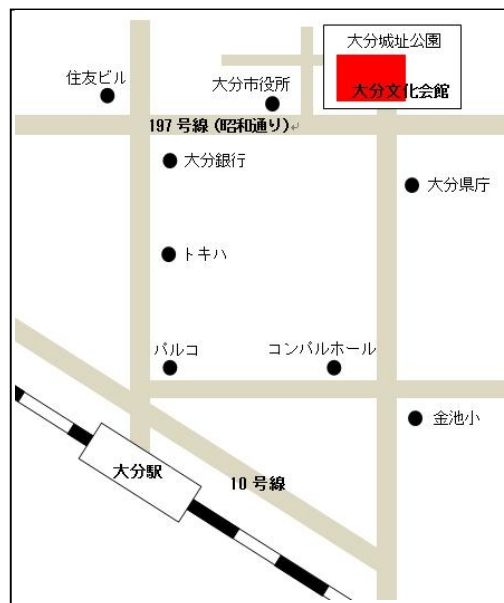 大分城址公園
住友ビル
大分市役所
大分文化会館
197 号線 (昭和通り)↵
大分銀行
大分県庁
トキハ
パルコ
コンパルホール
金池小
大分駅
10 号線